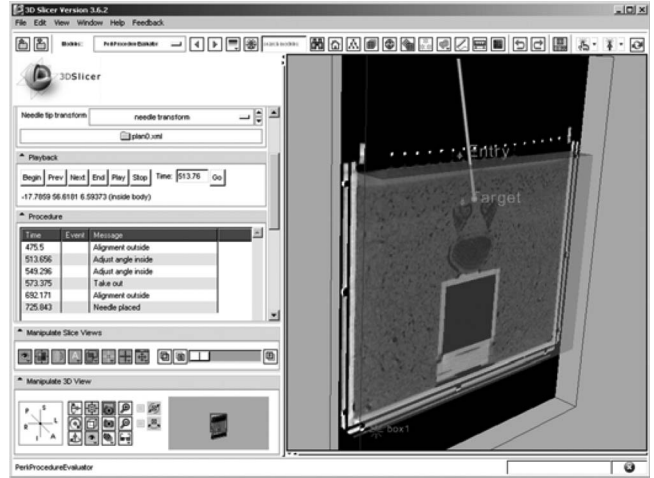 3D Slicer Version 3.6.2
File Edit View Window Help Feedback
Modules: PerkProcedureEvaluator
search modules
3DSlicer
Needle tip transform needle transform
plan0.xml
Playback
Begin Prev Next End Play Stop Time: 513.76 Go
-17.7859 56.6181 6.59373 (inside body)
Procedure
Time Event Message
475.5 Alignment outside
513.656 Adjust angle inside
549.296 Adjust angle inside
573.375 Take out
692.171 Alignment outside
725.843 Needle placed
Manipulate Slice Views
Manipulate 3D View
P S
R L
I A
PerkProcedureEvaluator
Entry
Target
box1